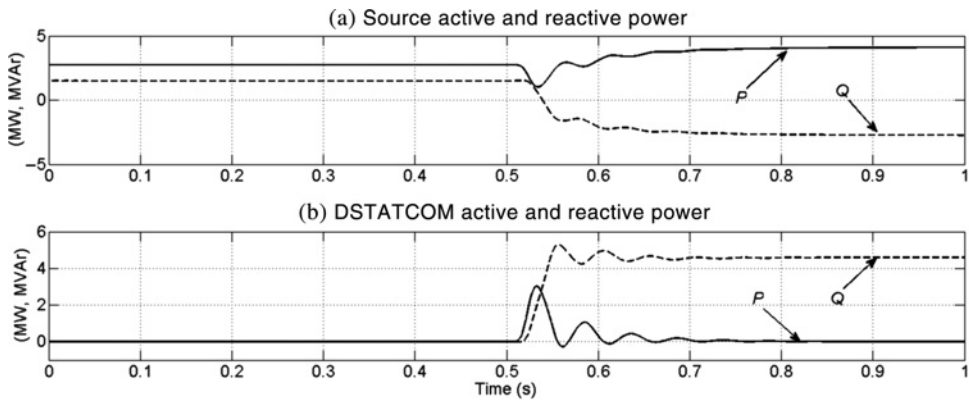 (a) Source active and reactive power
(MW, MVAr)
5
0
–5
P
Q
0 0.1 0.2 0.3 0.4 0.5 0.6 0.7 0.8 0.9 1
(b) DSTATCOM active and reactive power
(MW, MVAr)
6
4
2
0
P
Q
0 0.1 0.2 0.3 0.4 0.5 0.6 0.7 0.8 0.9 1
Time (s)